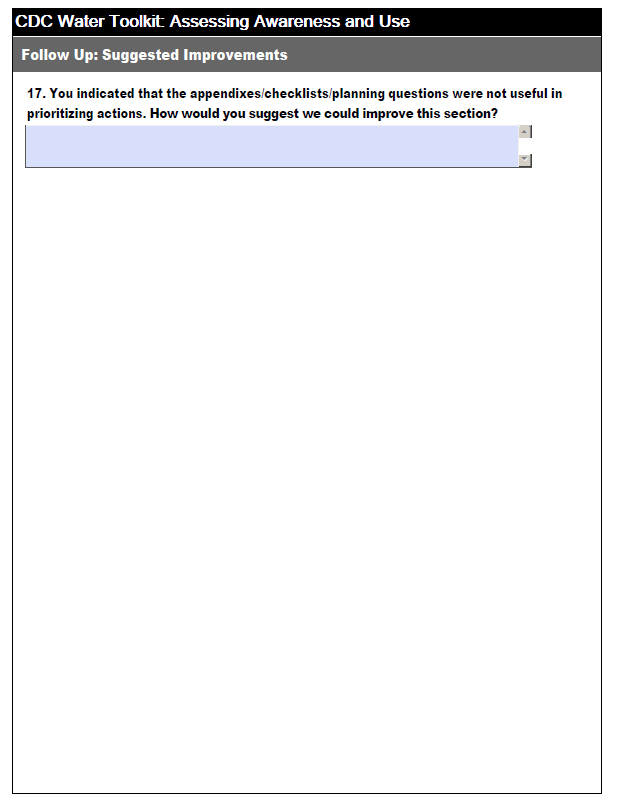 CDC Water Toolkit: Assessing Awareness and Use
Follow Up: Suggested Improvements
17. You indicated that the appendixes/checklists/planning questions were not useful in
prioritizing actions. How would you suggest we could improve this section?